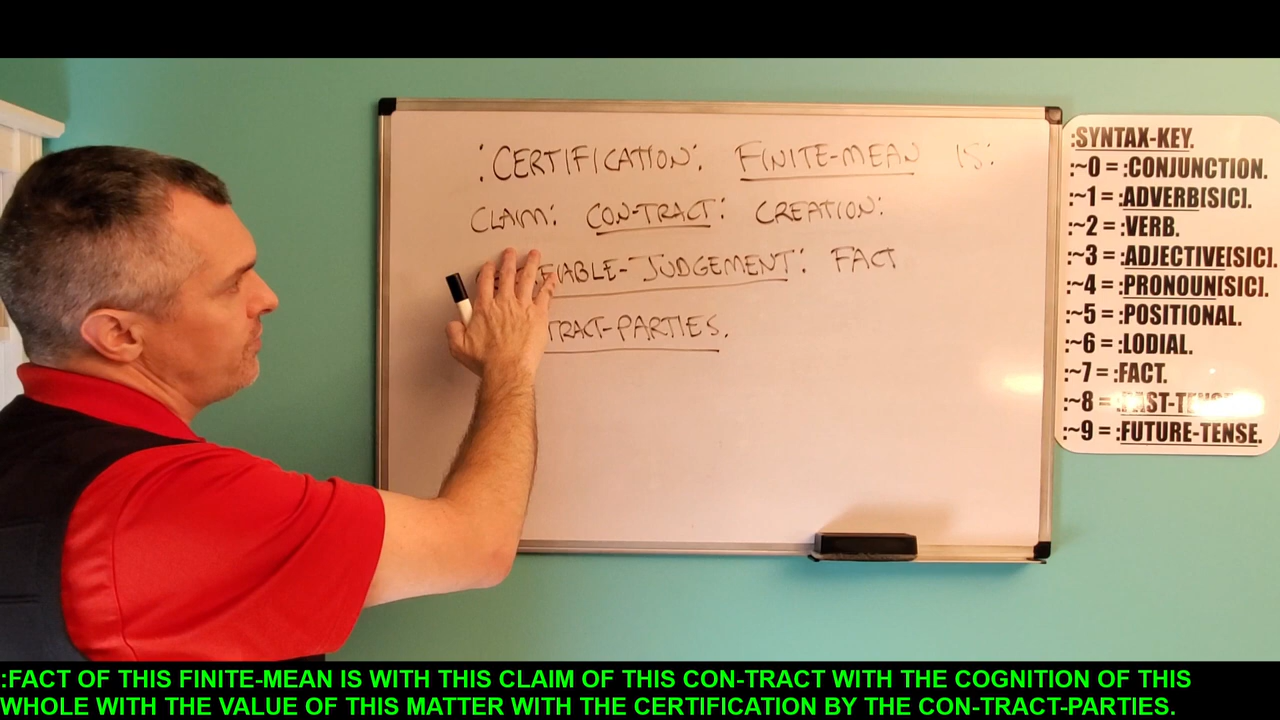 :CERTIFICATION: FINITE-MEAN IS:
CLAIM: CON-TRACT: CREATION:
JUDGEMENT: FACT
TRACT-PARTIES.
:SYNTAX-KEY.
:~0 = :CONJUNCTION.
:~1 = :ADVERB[SIC].
:~2 = :VERB.
:~3 = :ADJECTIVE[SIC].
:~4 = :PRONOUN[SIC].
:~5 = :POSITIONAL.
:~6 = :LODIAL.
:~7 = :FACT.
:~8 =
:~9 = :FUTURE-TENSE.
:FACT OF THIS FINITE-MEAN IS WITH THIS CLAIM OF THIS CON-TRACT WITH THE COGNITION OF THIS
WHOLE WITH THE VALUE OF THIS MATTER WITH THE CERTIFICATION BY THE CON-TRACT-PARTIES.